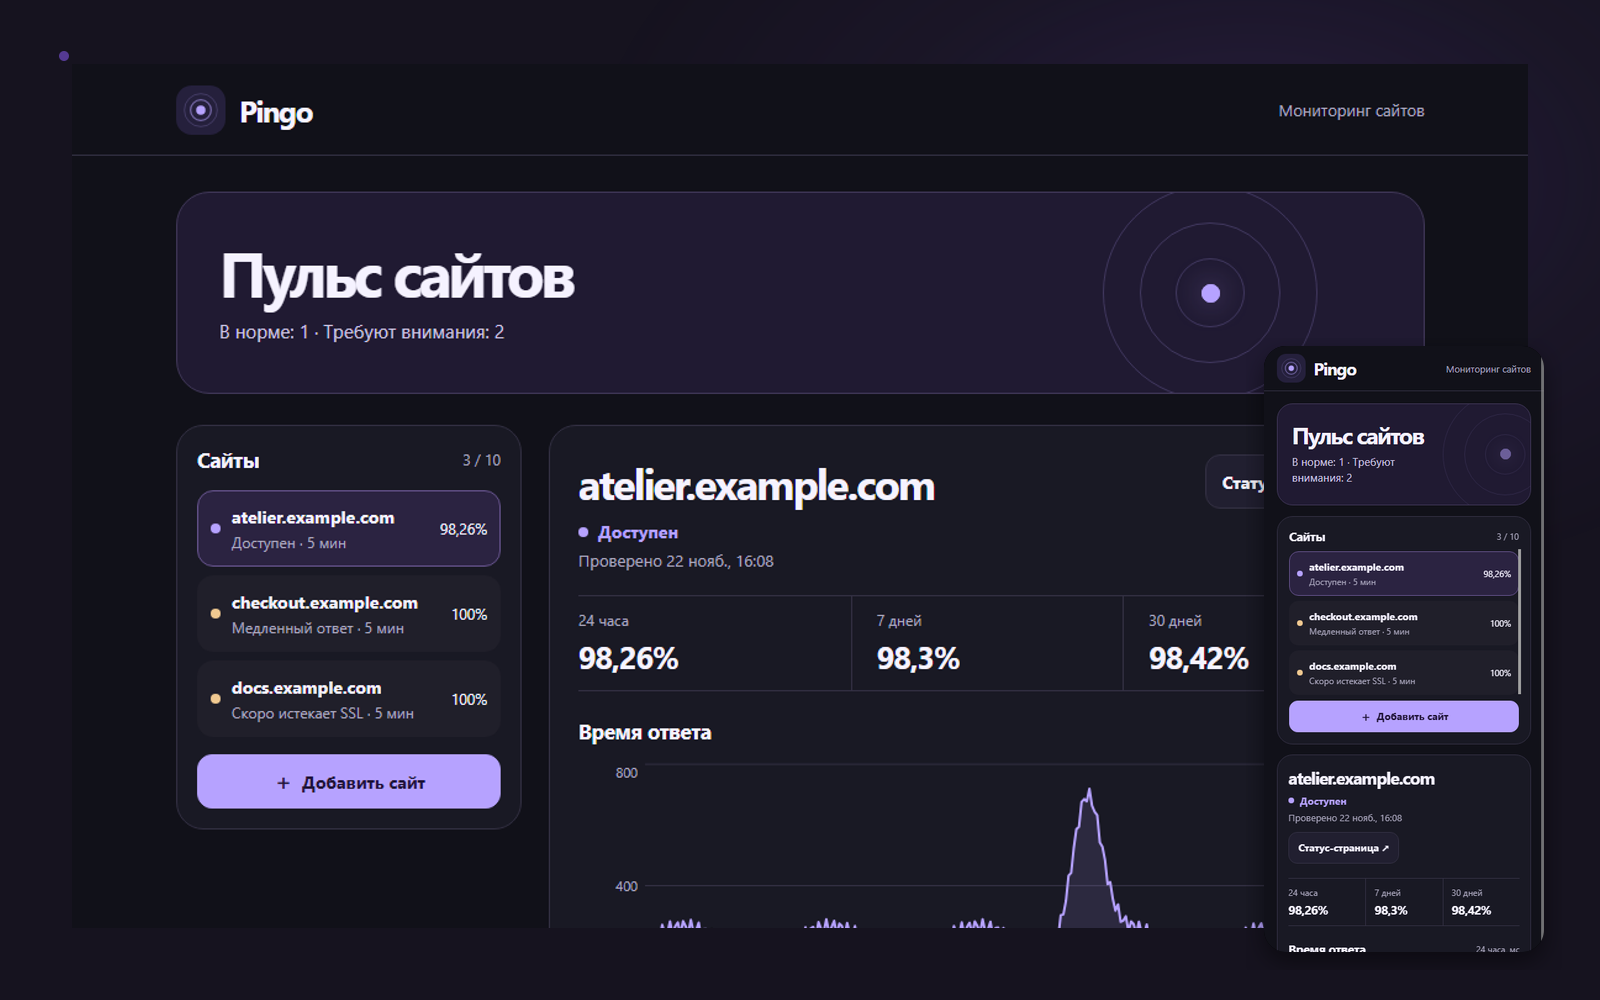 Pingo
Мониторинг сайтов
Пульс сайтов
В норме: 1 · Требуют внимания: 2
Сайты
3 / 10
atelier.example.com
98,26%
Доступен · 5 мин
checkout.example.com
100%
Медленный ответ · 5 мин
docs.example.com
100%
Скоро истекает SSL · 5 мин
+ Добавить сайт
atelier.example.com
Стату
Доступен
Проверено 22 нояб., 16:08
24 часа
7 дней
30 дней
98,26%
98,3%
98,42%
Время ответа
800
400
Pingo
Мониторинг сайтов
Пульс сайтов
В норме: 1 · Требуют
внимания: 2
Сайты
3 / 10
atelier.example.com
98,26%
Доступен · 5 мин
checkout.example.com
100%
Медленный ответ · 5 мин
docs.example.com
100%
Скоро истекает SSL · 5 мин
+ Добавить сайт
atelier.example.com
Доступен
Проверено 22 нояб., 16:08
Статус-страница ↗
24 часа
7 дней
30 дней
98,26%
98,3%
98,42%
Время ответа
24 часа, мс